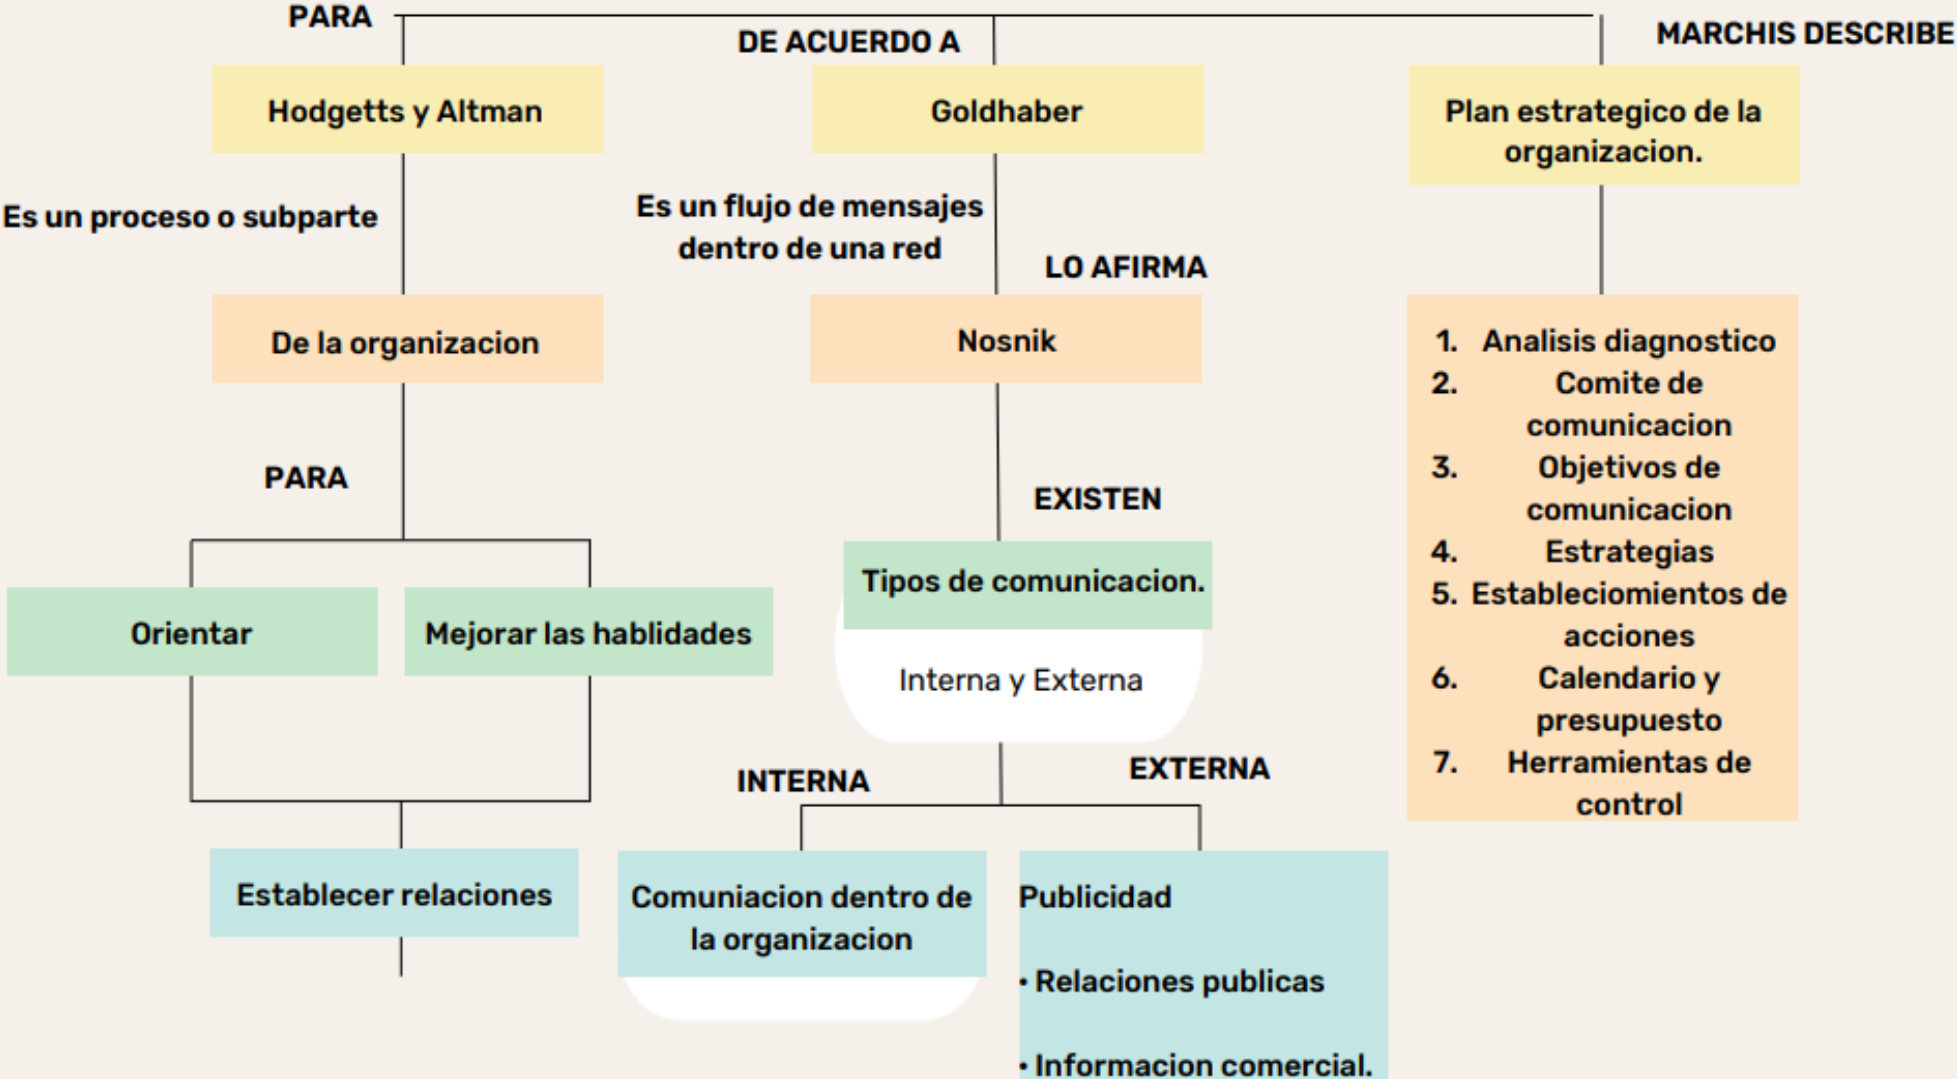 PARA
DE ACUERDO A
MARCHIS DESCRIBE
Hodgetts y Altman
Goldhaber
Plan estrategico de la
organizacion.
Es un proceso o subparte
Es un flujo de mensajes
dentro de una red
LO AFIRMA
De la organizacion
Nosnik
1. Analisis diagnostico
2. Comite de
comunicacion
3. Objetivos de
comunicacion
4. Estrategias
5. Estableciomientos de
acciones
6. Calendario y
presupuesto
7. Herramientas de
control
PARA
EXISTEN
Orientar
Mejorar las hablidades
Tipos de comunicacion.
Interna y Externa
INTERNA
EXTERNA
Establecer relaciones
Comuniacion dentro de
la organizacion
Publicidad
• Relaciones publicas
• Informacion comercial.